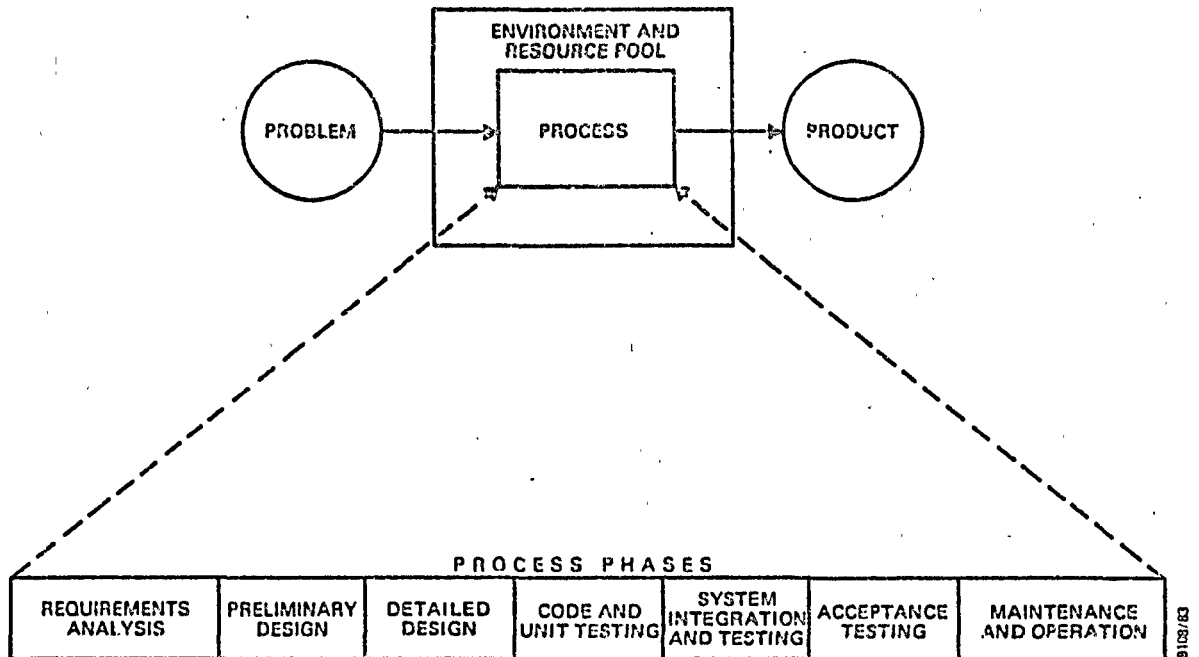 ENVIRONMENT AND
RESOURCE POOL
PROBLEM
PROCESS
PRODUCT
PROCESS PHASES
REQUIREMENTS
ANALYSIS
PRELIMINARY
DESIGN
DETAILED
DESIGN
CODE AND
UNIT TESTING
SYSTEM
INTEGRATION
AND TESTING
ACCEPTANCE
TESTING
MAINTENANCE
AND OPERATION